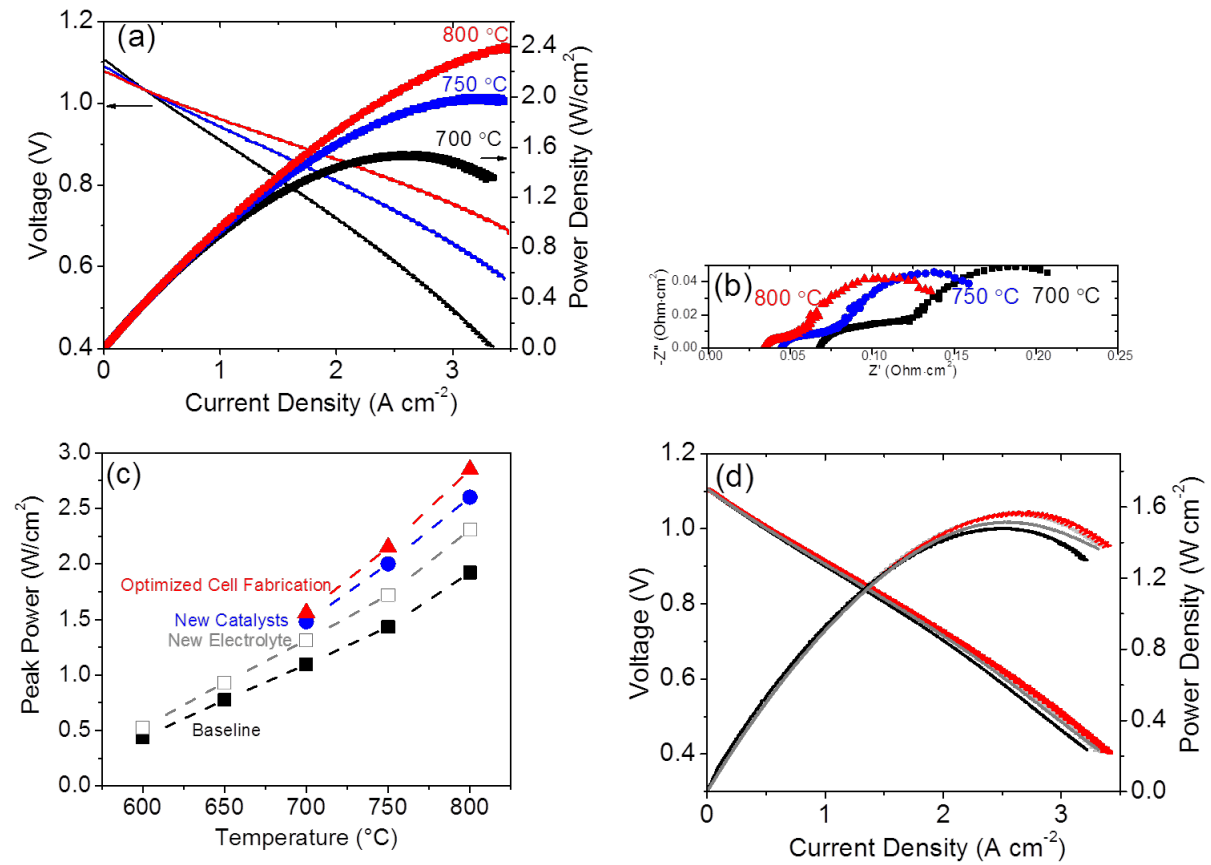 (a)
1.2
1.0
0.8
0.6
0.4
Voltage (V)
800 °C
750 °C
700 °C
2.4
2.0
1.6
1.2
0.8
0.4
0.0
Power Density (W/cm²)
0 1 2 3
Current Density (A cm⁻²)
(b)
0.04
0.02
0.00
-Z" (Ohm·cm²)
800 °C
750 °C
700 °C
0.00 0.05 0.10 0.15 0.20 0.25
Z' (Ohm·cm²)
(c)
3.0
2.5
2.0
1.5
1.0
0.5
0.0
Peak Power (W/cm²)
Optimized Cell Fabrication
New Catalysts
New Electrolyte
Baseline
600 650 700 750 800
Temperature (°C)
(d)
1.2
1.0
0.8
0.6
0.4
Voltage (V)
1.6
1.2
0.8
0.4
0.0
Power Density (W cm⁻²)
0 1 2 3
Current Density (A cm⁻²)